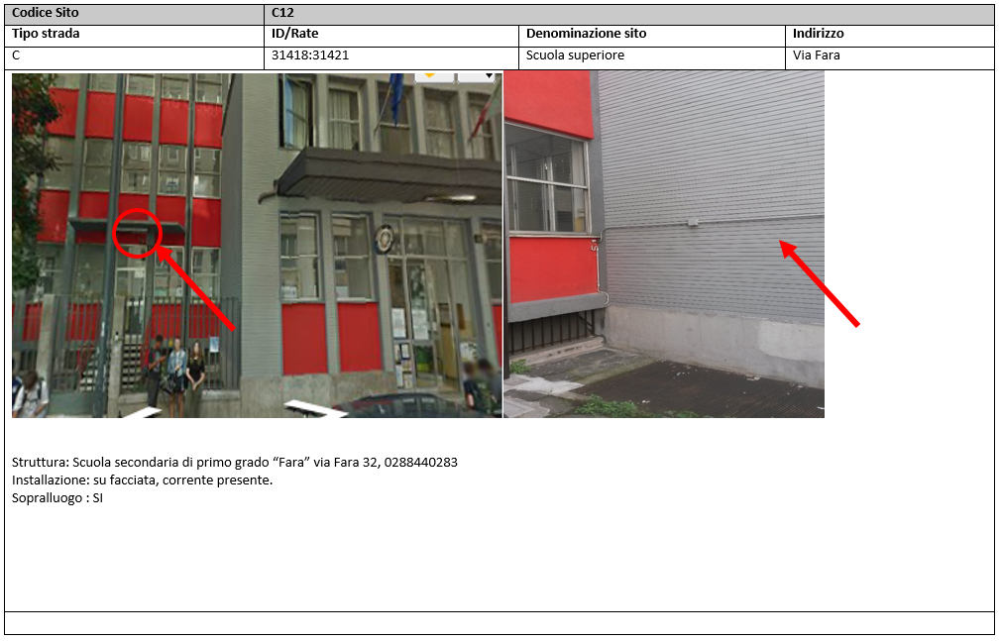 Codice Sito C12
Tipo strada ID/Rate Denominazione sito Indirizzo
C 31418:31421 Scuola superiore Via Fara
Struttura: Scuola secondaria di primo grado “Fara” via Fara 32, 0288440283
Installazione: su facciata, corrente presente.
Sopralluogo : SI